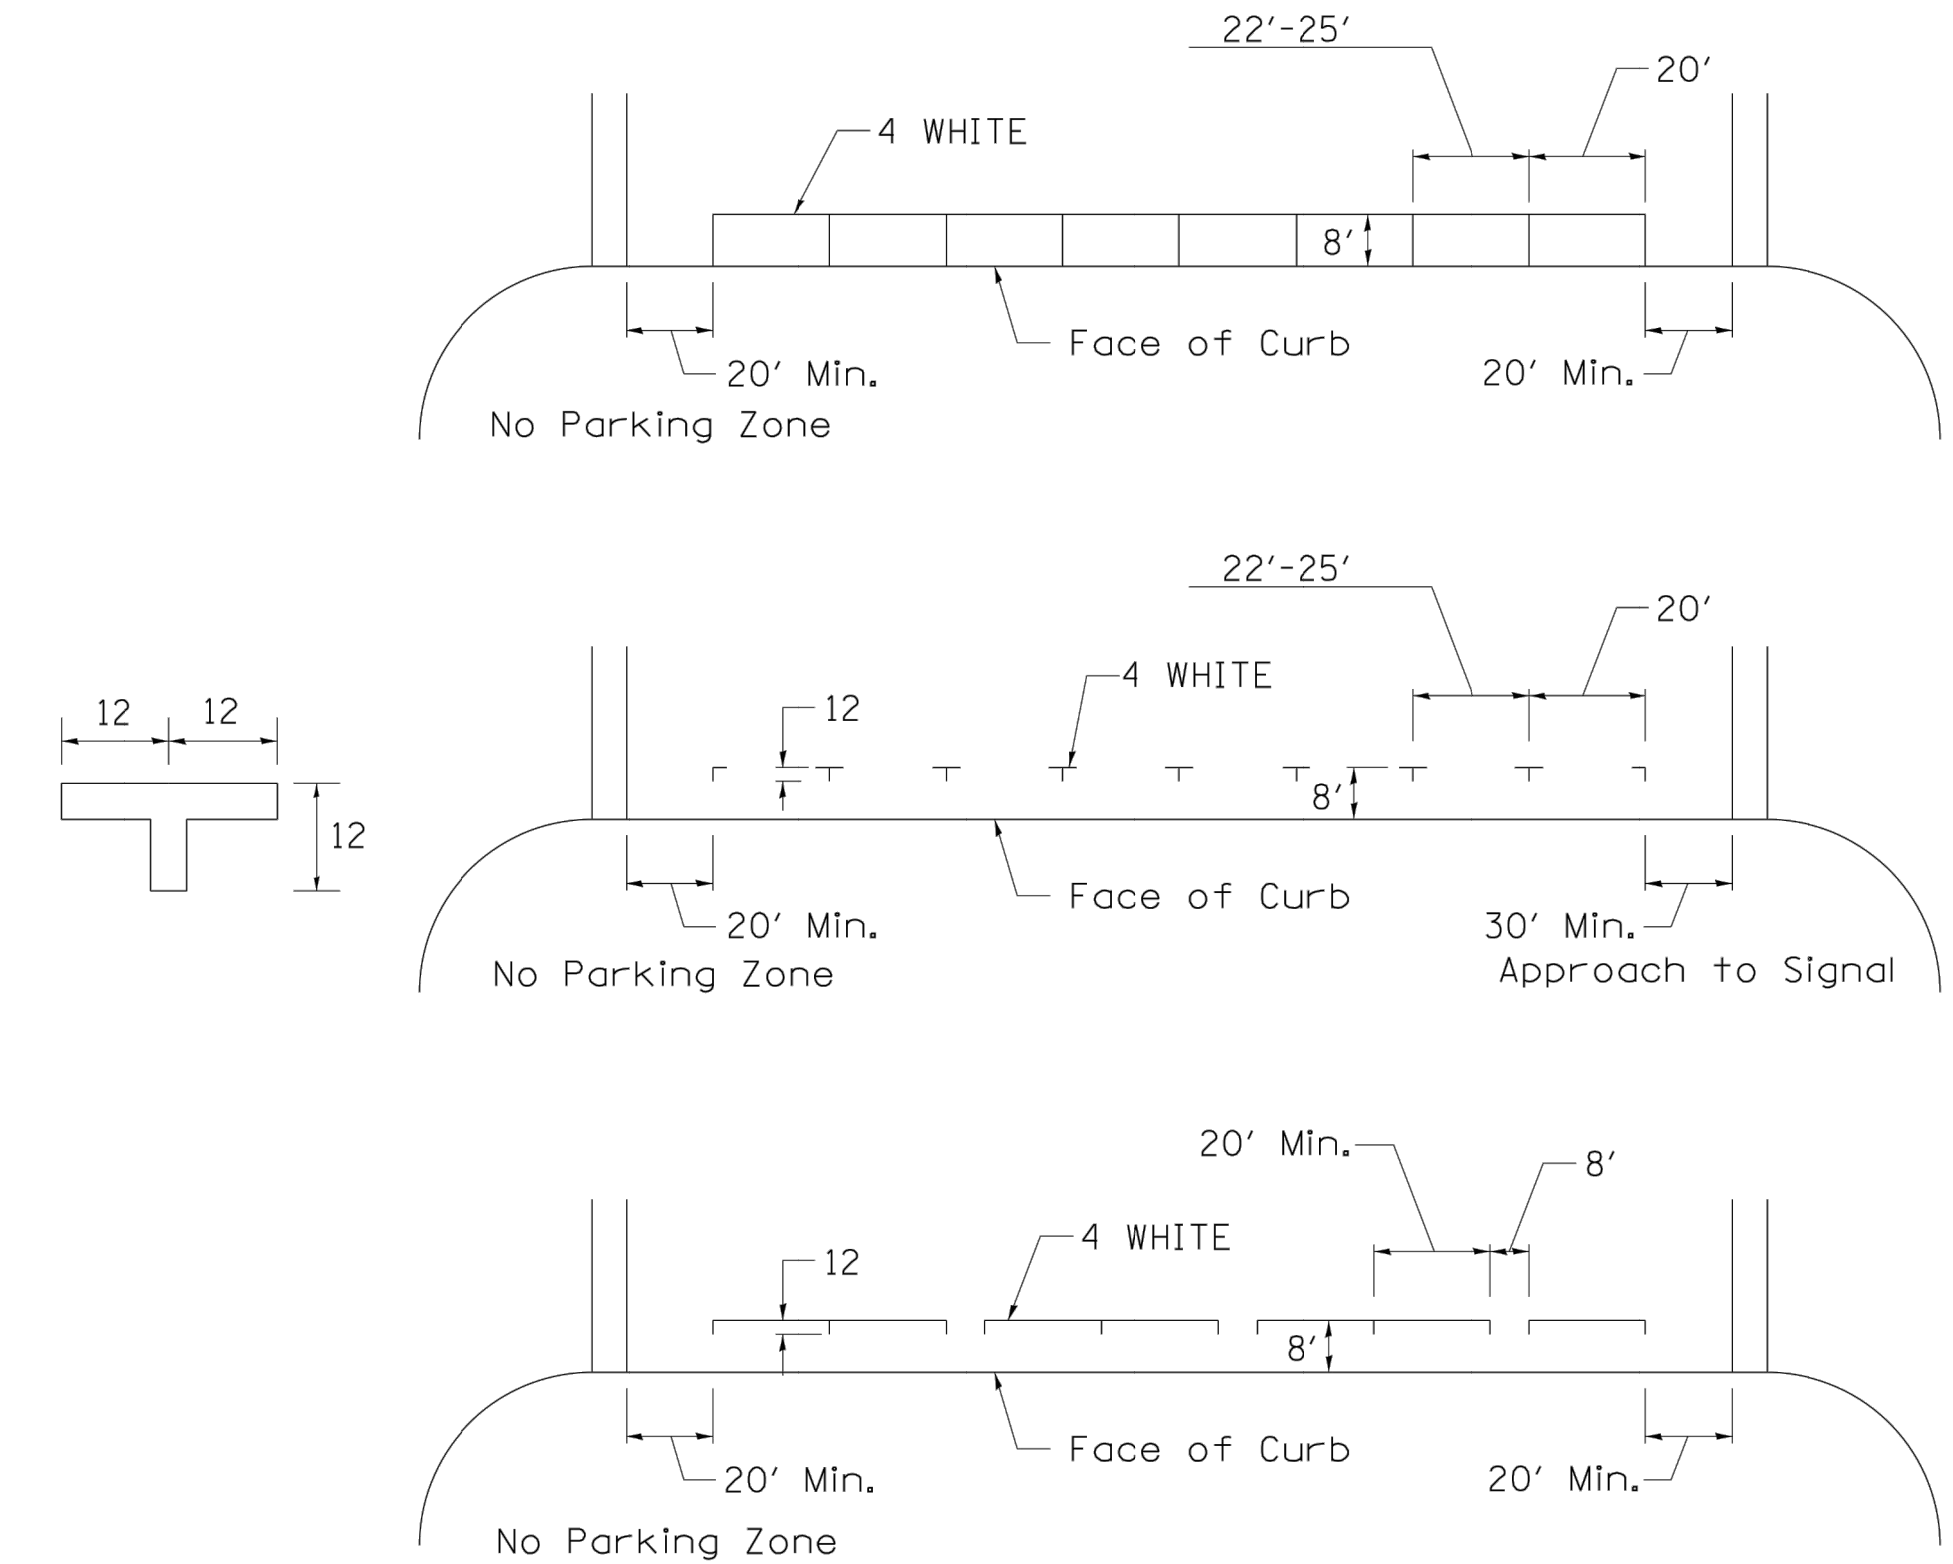 22'-25'
20'
4 WHITE
8'
Face of Curb
20' Min.
20' Min.
No Parking Zone
22'-25'
20'
4 WHITE
12 12
12
8'
12
Face of Curb
20' Min.
30' Min.
No Parking Zone
Approach to Signal
20' Min.
8'
4 WHITE
12
8'
Face of Curb
20' Min.
20' Min.
No Parking Zone